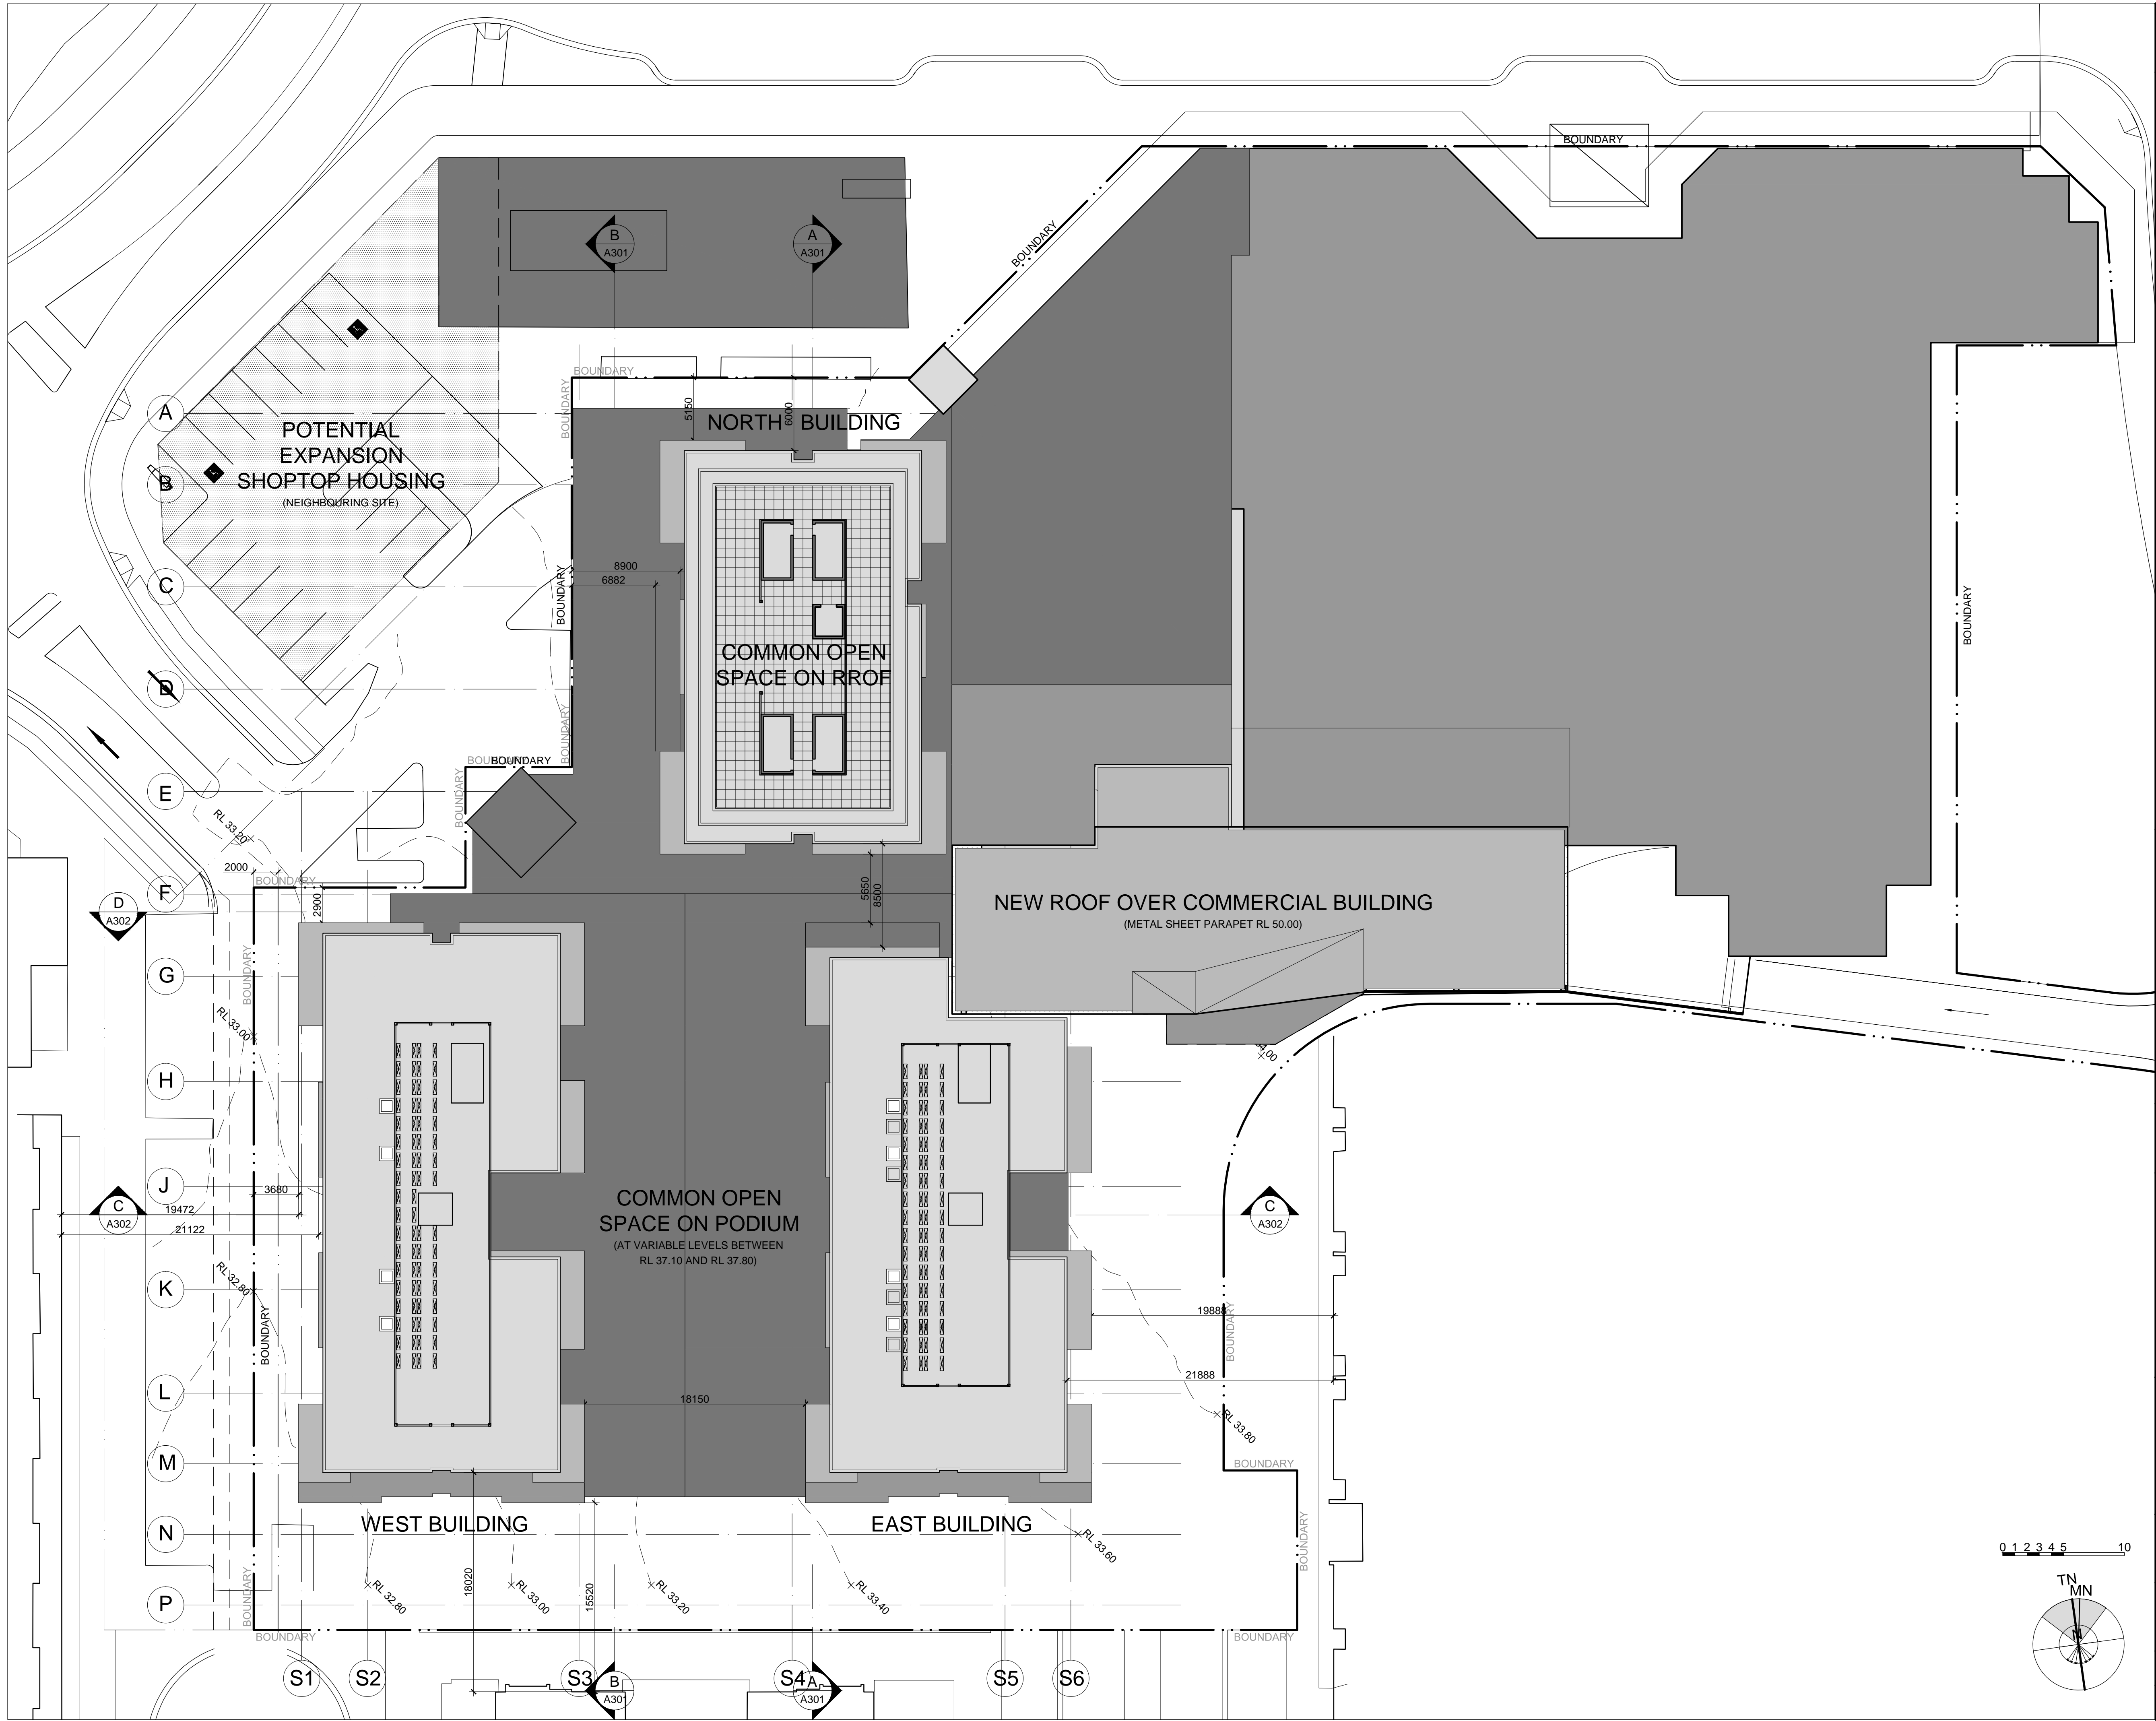 BOUNDARY
BOUNDARY
B
A301
A
A301
BOUNDARY
BOUNDARY
5150
6000
A
NORTH BUILDING
POTENTIAL
EXPANSION
SHOPTOP HOUSING
(NEIGHBOURING SITE)
B
C
8900
6882
BOUNDARY
BOUNDARY
COMMON OPEN
SPACE ON RROF
D
BOUNDARY
BOUNDARY
BOUNDARY
E
BOUNDARY
RL 33.20
2000
BOUNDARY
F
2900
5650
8500
D
A302
NEW ROOF OVER COMMERCIAL BUILDING
(METAL SHEET PARAPET RL 50.00)
G
BOUNDARY
RL 33.00
H
J
3680
19472
21122
C
A302
COMMON OPEN
SPACE ON PODIUM
(AT VARIABLE LEVELS BETWEEN
RL 37.10 AND RL 37.80)
C
A302
K
RL 32.80
BOUNDARY
19888
BOUNDARY
L
21888
18150
RL 33.80
M
BOUNDARY
N
WEST BUILDING
EAST BUILDING
RL 33.60
BOUNDARY
0 1 2 3 4 5 10
P
BOUNDARY
RL 32.80
18020
RL 33.00
15520
RL 33.20
RL 33.40
TN
MN
N
BOUNDARY
BOUNDARY
S1
S2
S3
B
A301
S4
A
A301
S5
S6